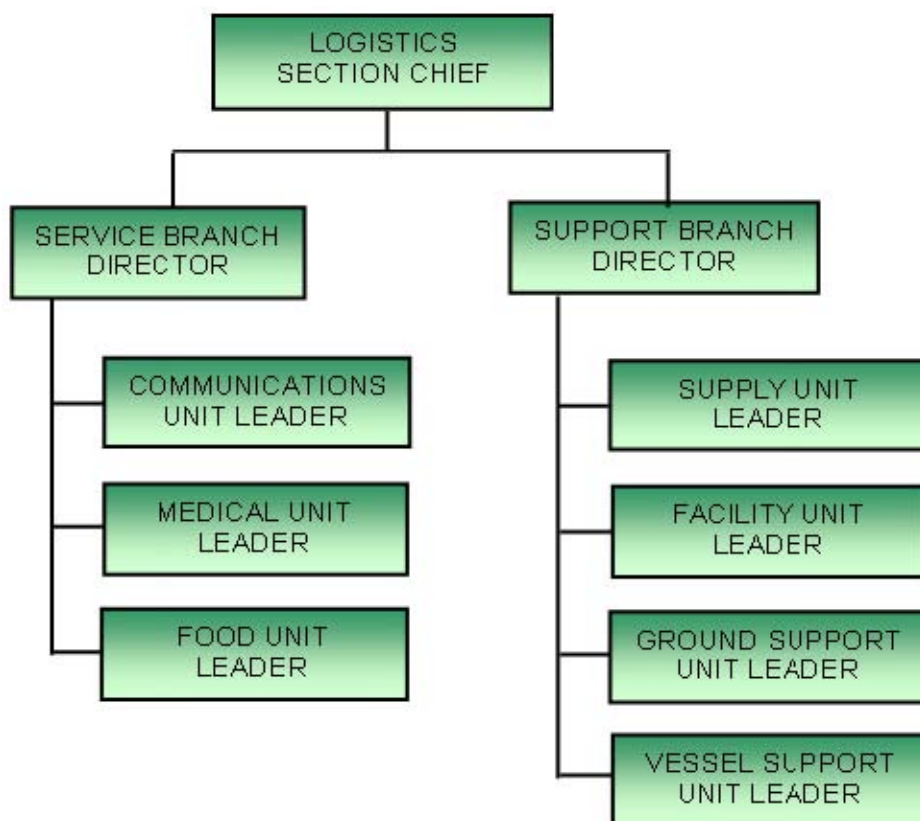 LOGISTICS
SECTION CHIEF
SERVICE BRANCH
DIRECTOR
COMMUNICATIONS
UNIT LEADER
MEDICAL UNIT
LEADER
FOOD UNIT
LEADER
SUPPORT BRANCH
DIRECTOR
SUPPLY UNIT
LEADER
FACILITY UNIT
LEADER
GROUND SUPPORT
UNIT LEADER
VESSEL SUPPORT
UNIT LEADER